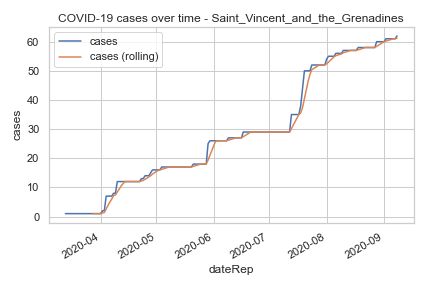 COVID-19 cases over time - Saint_Vincent_and_the_Grenadines
cases
cases (rolling)
60
50
40
30
20
10
0
cases
2020-04
2020-05
2020-06
2020-07
2020-08
2020-09
dateRep